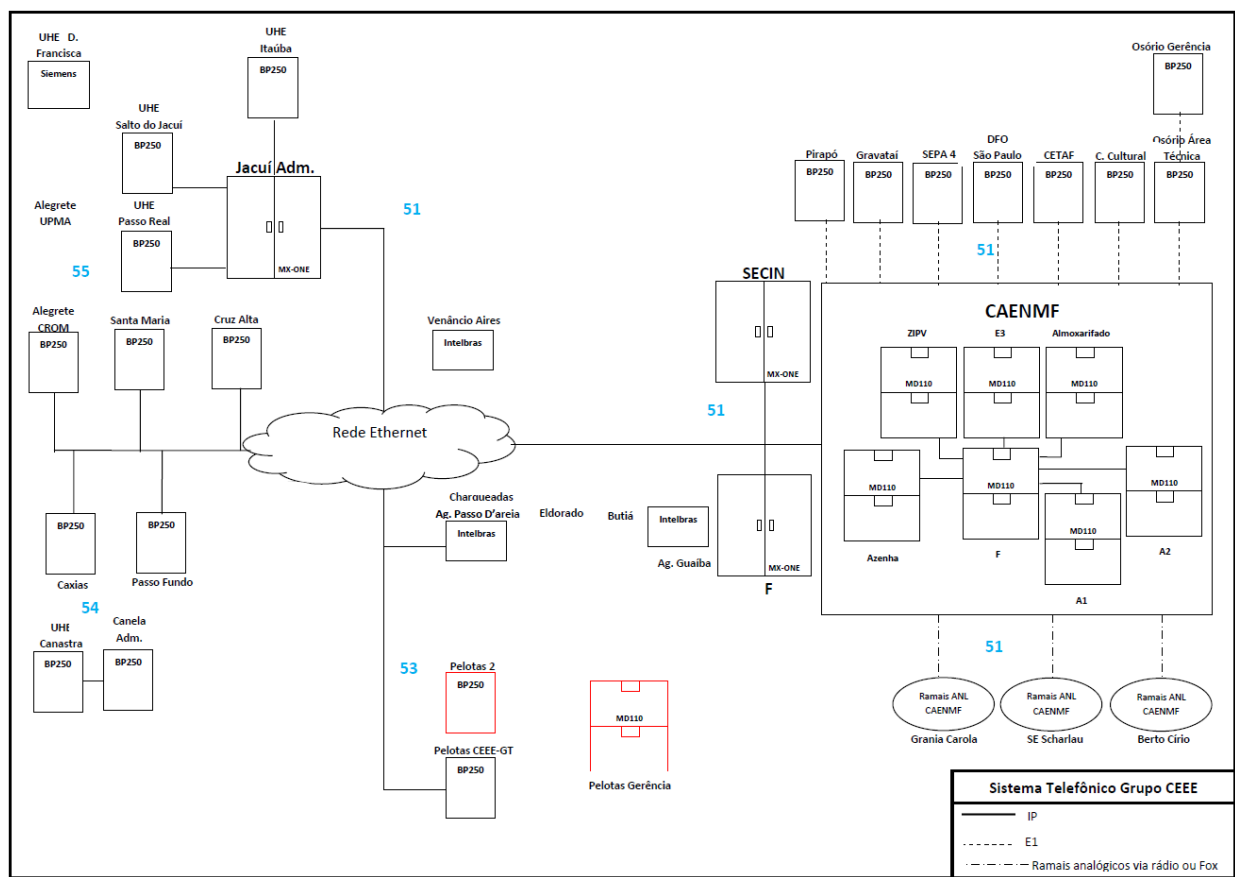 UHE D.
Francisca
Siemens
UHE
Itaúba
BP250
UHE
Salto do Jacuí
BP250
Jacuí Adm.
MX-ONE
Alegrete
UPMA
UHE
Passo Real
BP250
51
55
Osório Gerência
BP250
Pirapó
BP250
Gravataí
BP250
SEPA 4
BP250
DFO
São Paulo
BP250
CETAF
BP250
C. Cultural
BP250
Osório Área
Técnica
BP250
51
Alegrete
CROM
BP250
Santa Maria
BP250
Cruz Alta
BP250
Venâncio Aires
Intelbras
SECIN
MX-ONE
51
Rede Ethernet
CAENMF
ZIPV
MD110
E3
MD110
Almoxarifado
MD110
MD110
Azenha
MD110
F
MD110
A1
MD110
A2
Charqueadas
Ag. Passo D'areia
Intelbras
Eldorado
Butiá
Intelbras
Ag. Guaiba
MX-ONE
F
BP250
Caxias
BP250
Passo Fundo
54
UHE
Canastra
BP250
Canela
Adm.
BP250
53
Pelotas 2
BP250
Pelotas CEEE-GT
BP250
MD110
Pelotas Gerência
51
Ramais ANL
CAENMF
Grania Carola
Ramais ANL
CAENMF
SE Scharlau
Ramais ANL
CAENMF
Berto Círio
Sistema Telefônico Grupo CEEE
IP
E1
Ramais analógicos via rádio ou Fox